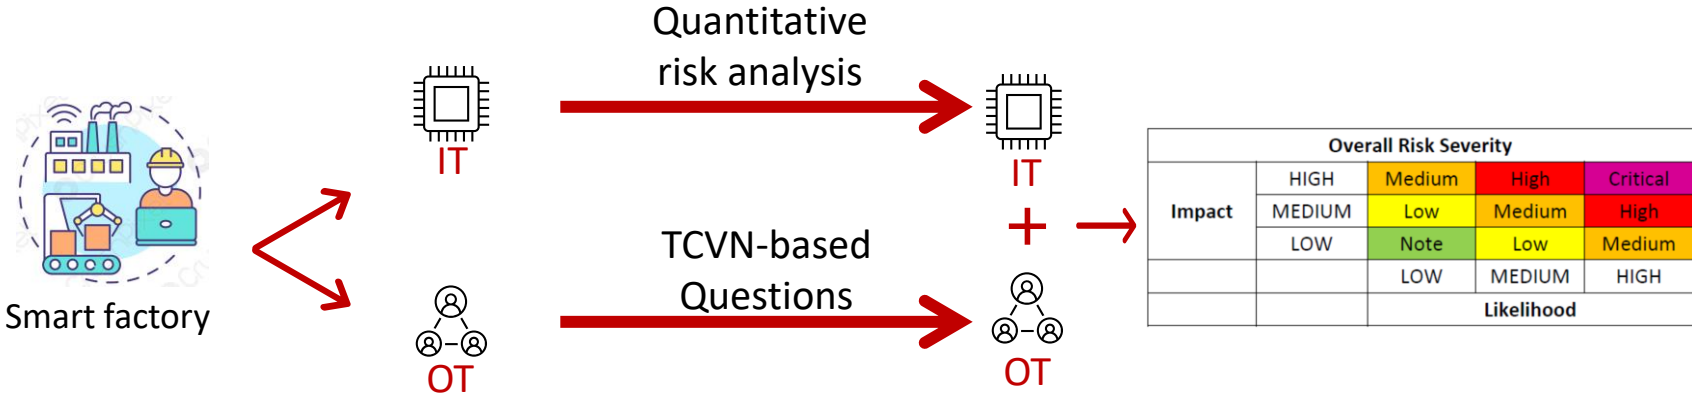 Smart factory
IT
OT
Quantitative
risk analysis
TCVN-based
Questions
IT
+
OT
Overall Risk Severity
Impact
HIGH Medium High Critical
MEDIUM Low Medium High
LOW Note Low Medium
LOW MEDIUM HIGH
Likelihood